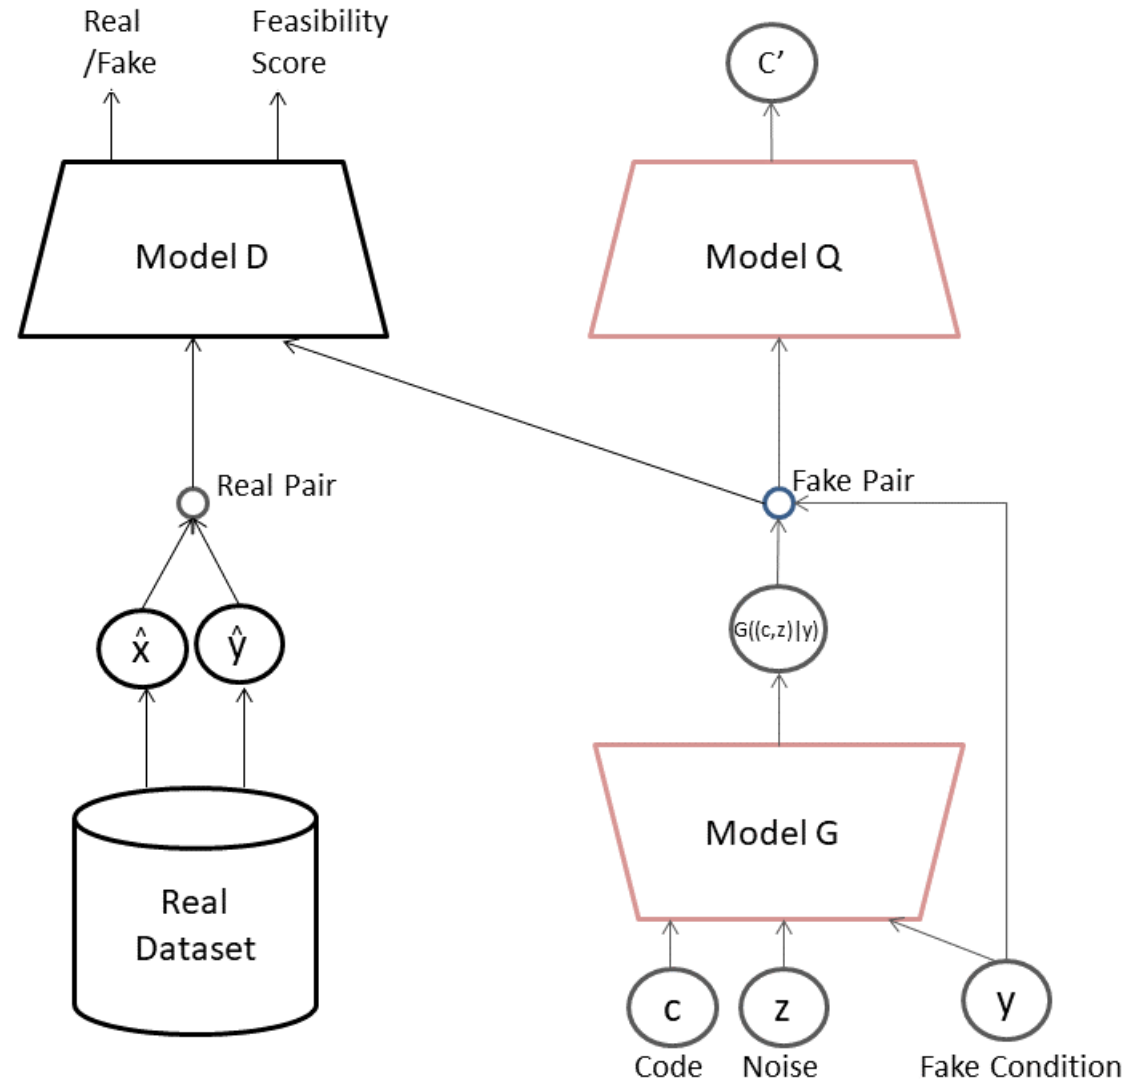 Real
/Fake
Feasibility
Score
C’
Model D
Model Q
Real Pair
Fake Pair
x̂
ŷ
G((c,z)|y)
Model G
Real
Dataset
c
z
y
Code
Noise
Fake Condition